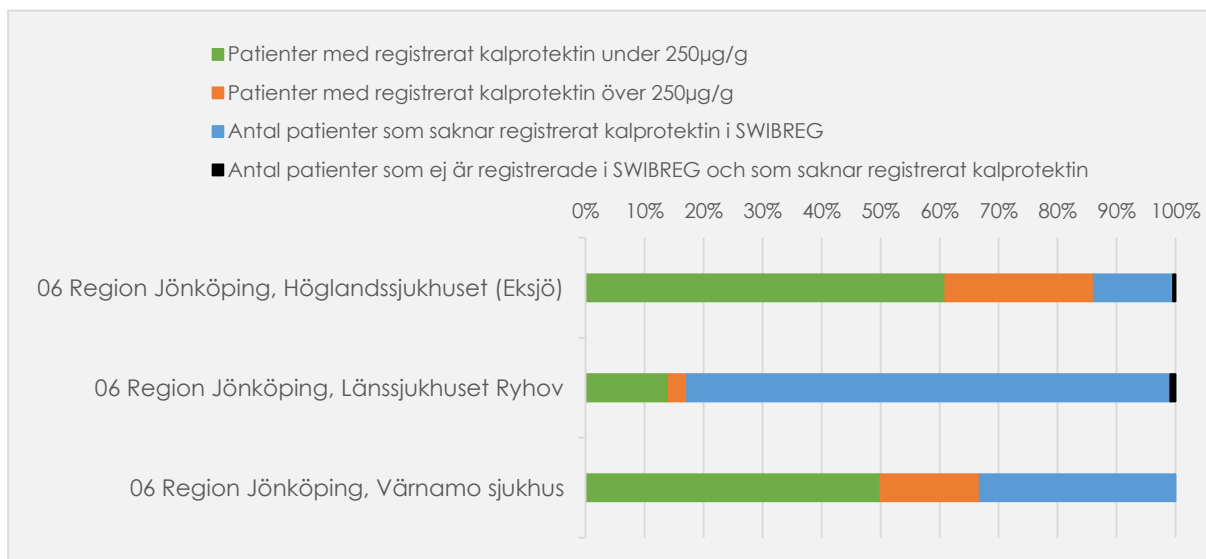 Patienter med registrerat kalprotektin under 250µg/g
Patienter med registrerat kalprotektin över 250µg/g
Antal patienter som saknar registrerat kalprotektin i SWIBREG
Antal patienter som ej är registrerade i SWIBREG och som saknar registrerat kalprotektin
0% 10% 20% 30% 40% 50% 60% 70% 80% 90% 100%
06 Region Jönköping, Höglandssjukhuset (Eksjö)
06 Region Jönköping, Länssjukhuset Ryhov
06 Region Jönköping, Värnamo sjukhus